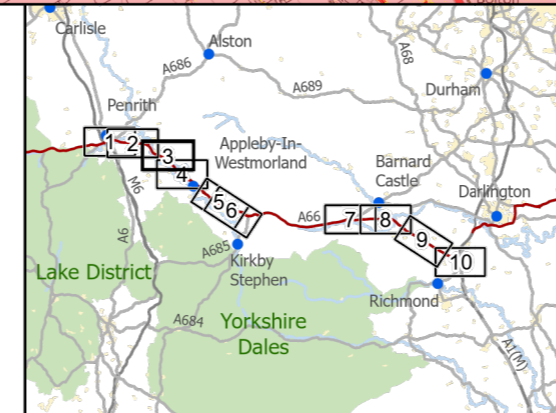 Carlisle
Alston
A686
A689
A68
Durham
Penrith
1
2
3
4
5
6
Appleby-In-
Westmorland
Barnard
Castle
Darlington
M6
A6
A66
7
8
9
10
A685
Kirkby
Stephen
Lake District
Richmond
A684
Yorkshire
Dales
A1(M)